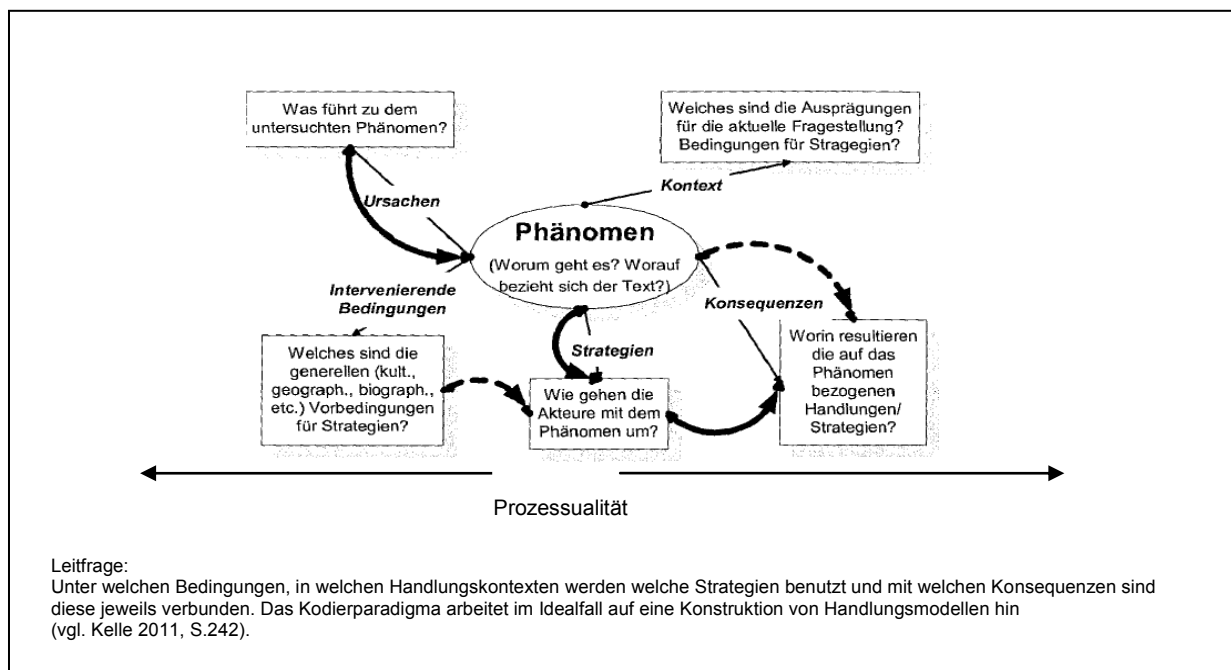 Was führt zu dem
untersuchten Phänomen?
Welches sind die Ausprägungen
für die aktuelle Fragestellung?
Bedingungen für Stragegien?
Ursachen
Kontext
Phänomen
(Worum geht es? Worauf
bezieht sich der Text?)
Intervenierende
Bedingungen
Konsequenzen
Strategien
Welches sind die
generellen (kult.,
geograph., biograph.,
etc.) Vorbedingungen
für Strategien?
Wie gehen die
Akteure mit dem
Phänomen um?
Worin resultieren
die auf das
Phänomen
bezogenen
Handlungen/
Strategien?
Prozessualität
Leitfrage:
Unter welchen Bedingungen, in welchen Handlungskontexten werden welche Strategien benutzt und mit welchen Konsequenzen sind
diese jeweils verbunden. Das Kodierparadigma arbeitet im Idealfall auf eine Konstruktion von Handlungsmodellen hin
(vgl. Kelle 2011, S.242).